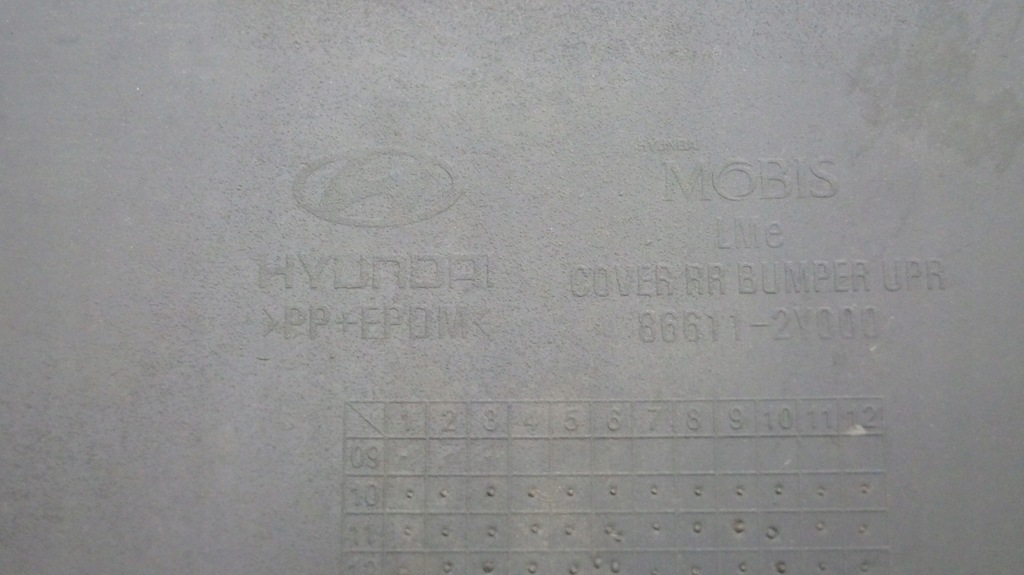 HYUNDAI
>PP+EPDM<
HYUNDAI
MOBIS
LMe
COVER RR BUMPER UPR
86611-2Y000
1 2 3 4 5 6 7 8 9 10 11 12
09
10
11